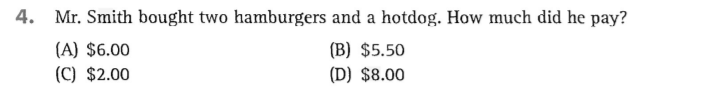 4. Mr. Smith bought two hamburgers and a hotdog. How much did he pay?
(A) $6.00 (B) $5.50
(C) $2.00 (D) $8.00